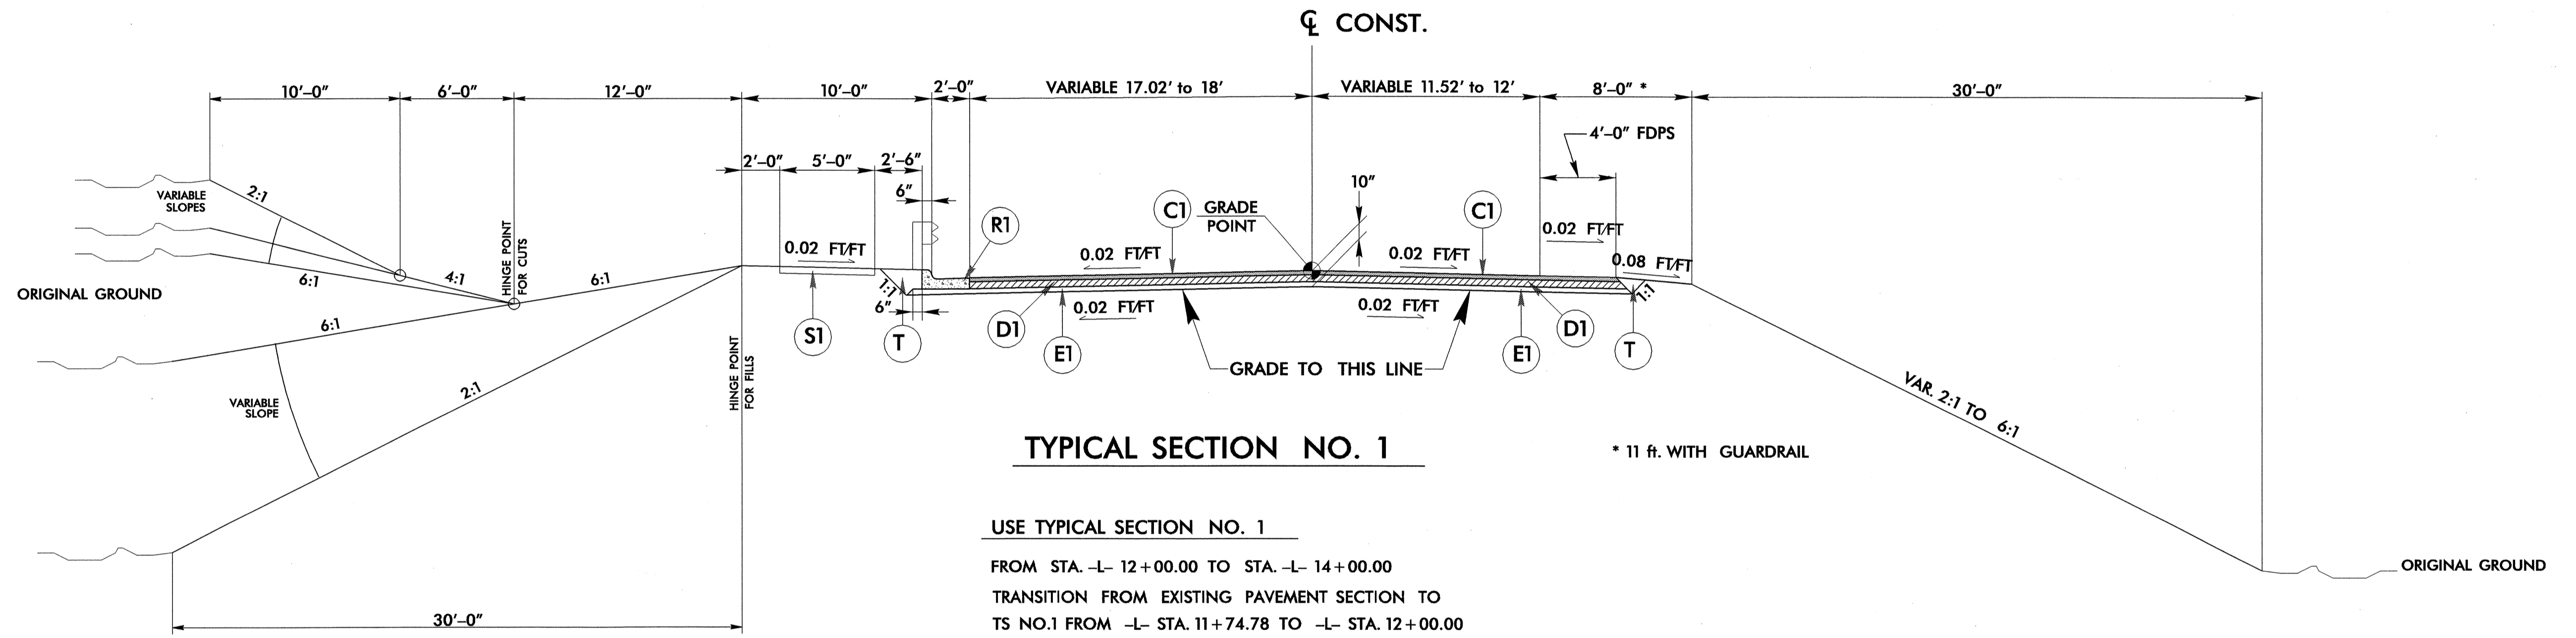 ℄ CONST.
10'-0" 6'-0" 12'-0" 10'-0" 2'-0" VARIABLE 17.02' to 18' VARIABLE 11.52' to 12' 8'-0" * 30'-0"
4'-0" FDPS
2'-0" 5'-0" 2'-6"
6"
10"
VARIABLE
SLOPES
2:1
C1
GRADE
POINT
C1
R1
0.02 FT/FT
0.02 FT/FT
0.02 FT/FT
0.02 FT/FT
0.08 FT/FT
HINGE POINT
FOR CUTS
6:1
4:1
6:1
ORIGINAL GROUND
1:1
6"
1:1
0.02 FT/FT
0.02 FT/FT
6:1
S1
T
D1
E1
E1
D1
T
GRADE TO THIS LINE
HINGE POINT
FOR FILLS
2:1
VARIABLE
SLOPE
VAR. 2:1 TO 6:1
TYPICAL SECTION NO. 1
* 11 ft. WITH GUARDRAIL
USE TYPICAL SECTION NO. 1
FROM STA. -L- 12+00.00 TO STA. -L- 14+00.00
ORIGINAL GROUND
TRANSITION FROM EXISTING PAVEMENT SECTION TO
TS NO.1 FROM -L- STA. 11+74.78 TO -L- STA. 12+00.00
30'-0"